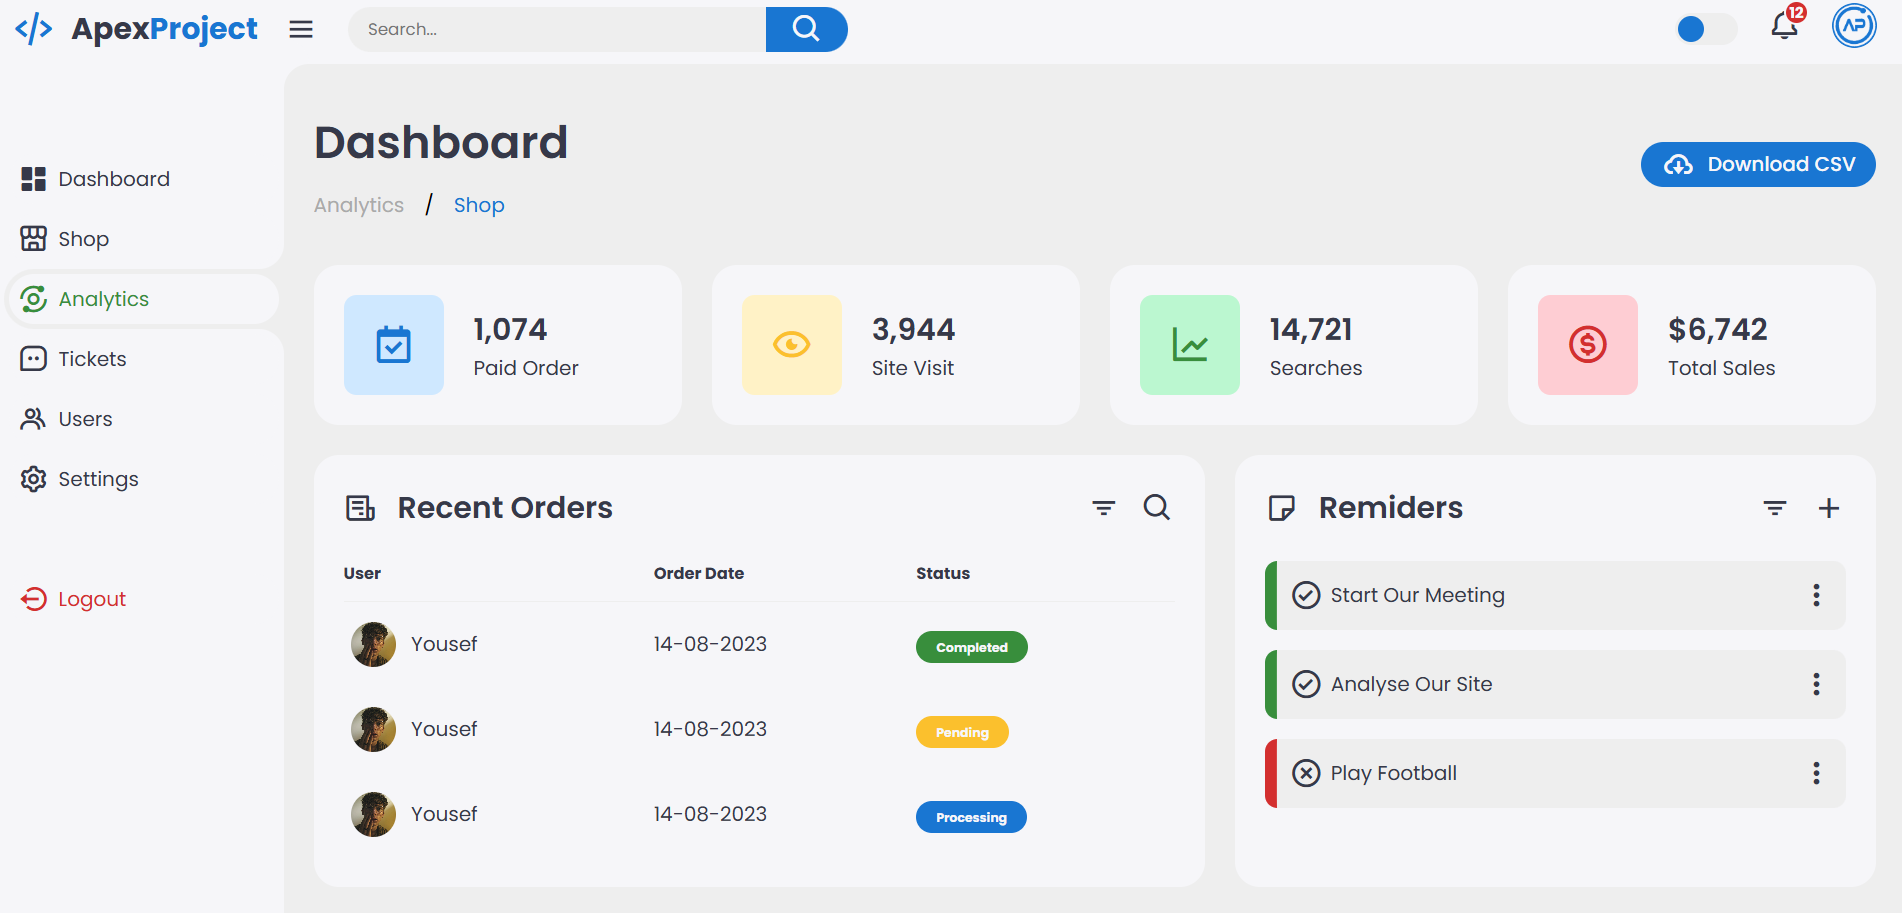 </> ApexProject
Search...
12
AP
Dashboard
Shop
Analytics
Tickets
Users
Settings
Logout
Dashboard
Analytics / Shop
Download CSV
1,074
Paid Order
3,944
Site Visit
14,721
Searches
$6,742
Total Sales
Recent Orders
User Order Date Status
Yousef 14-08-2023 Completed
Yousef 14-08-2023 Pending
Yousef 14-08-2023 Processing
Remiders
Start Our Meeting
Analyse Our Site
Play Football